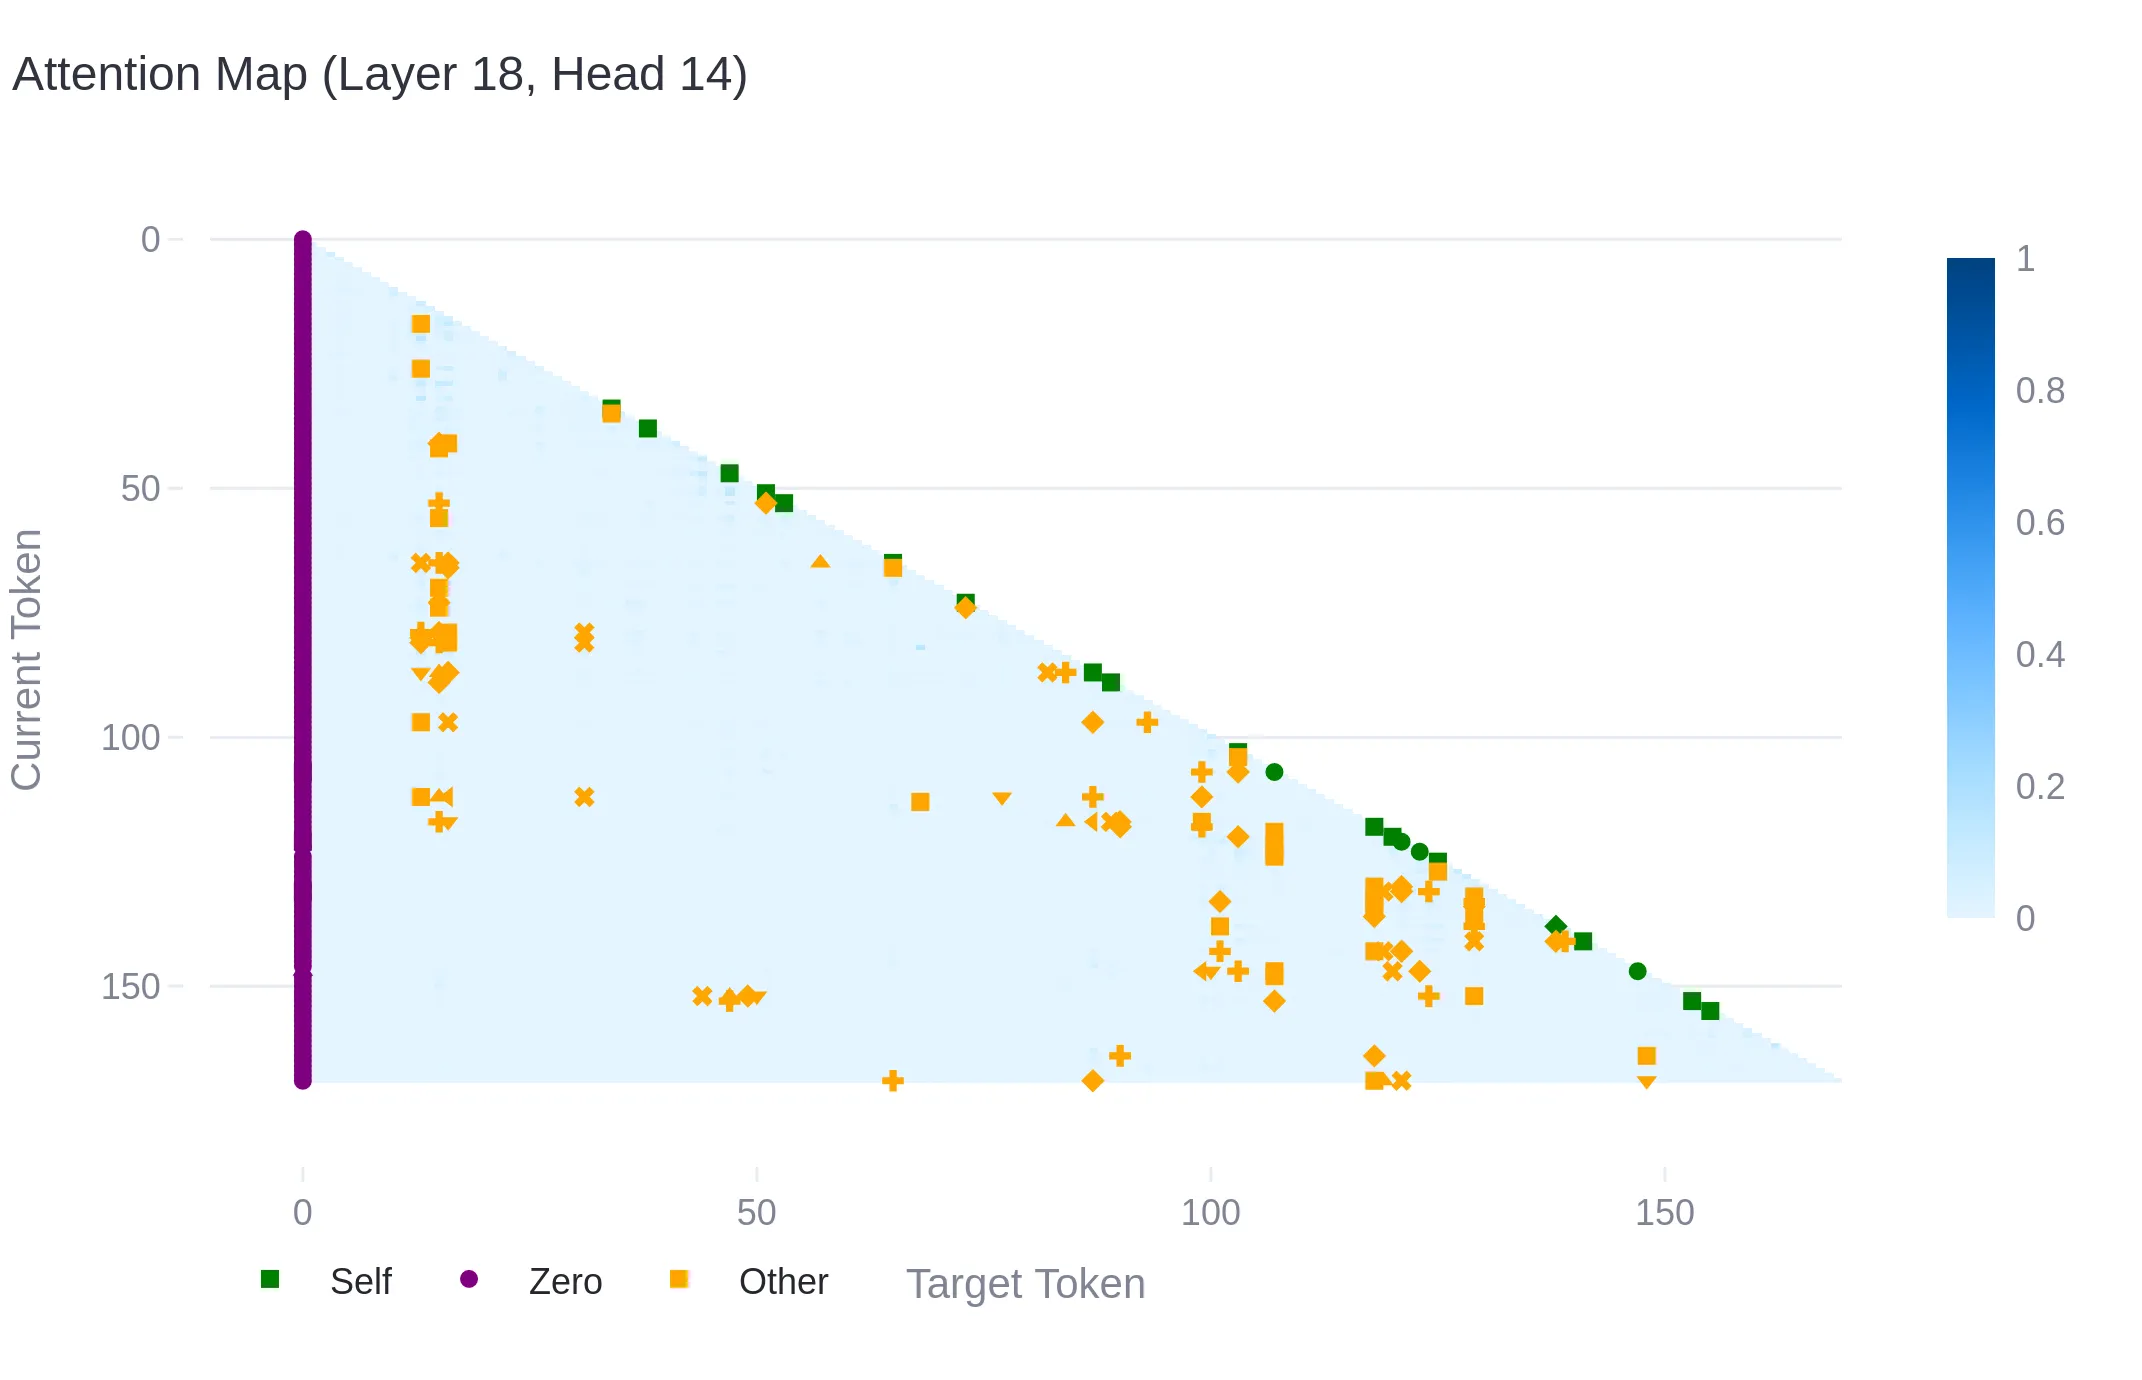 Attention Map (Layer 18, Head 14)
0
50
100
150
Current Token
1
0.8
0.6
0.4
0.2
0
0 50 100 150
Self Zero Other Target Token